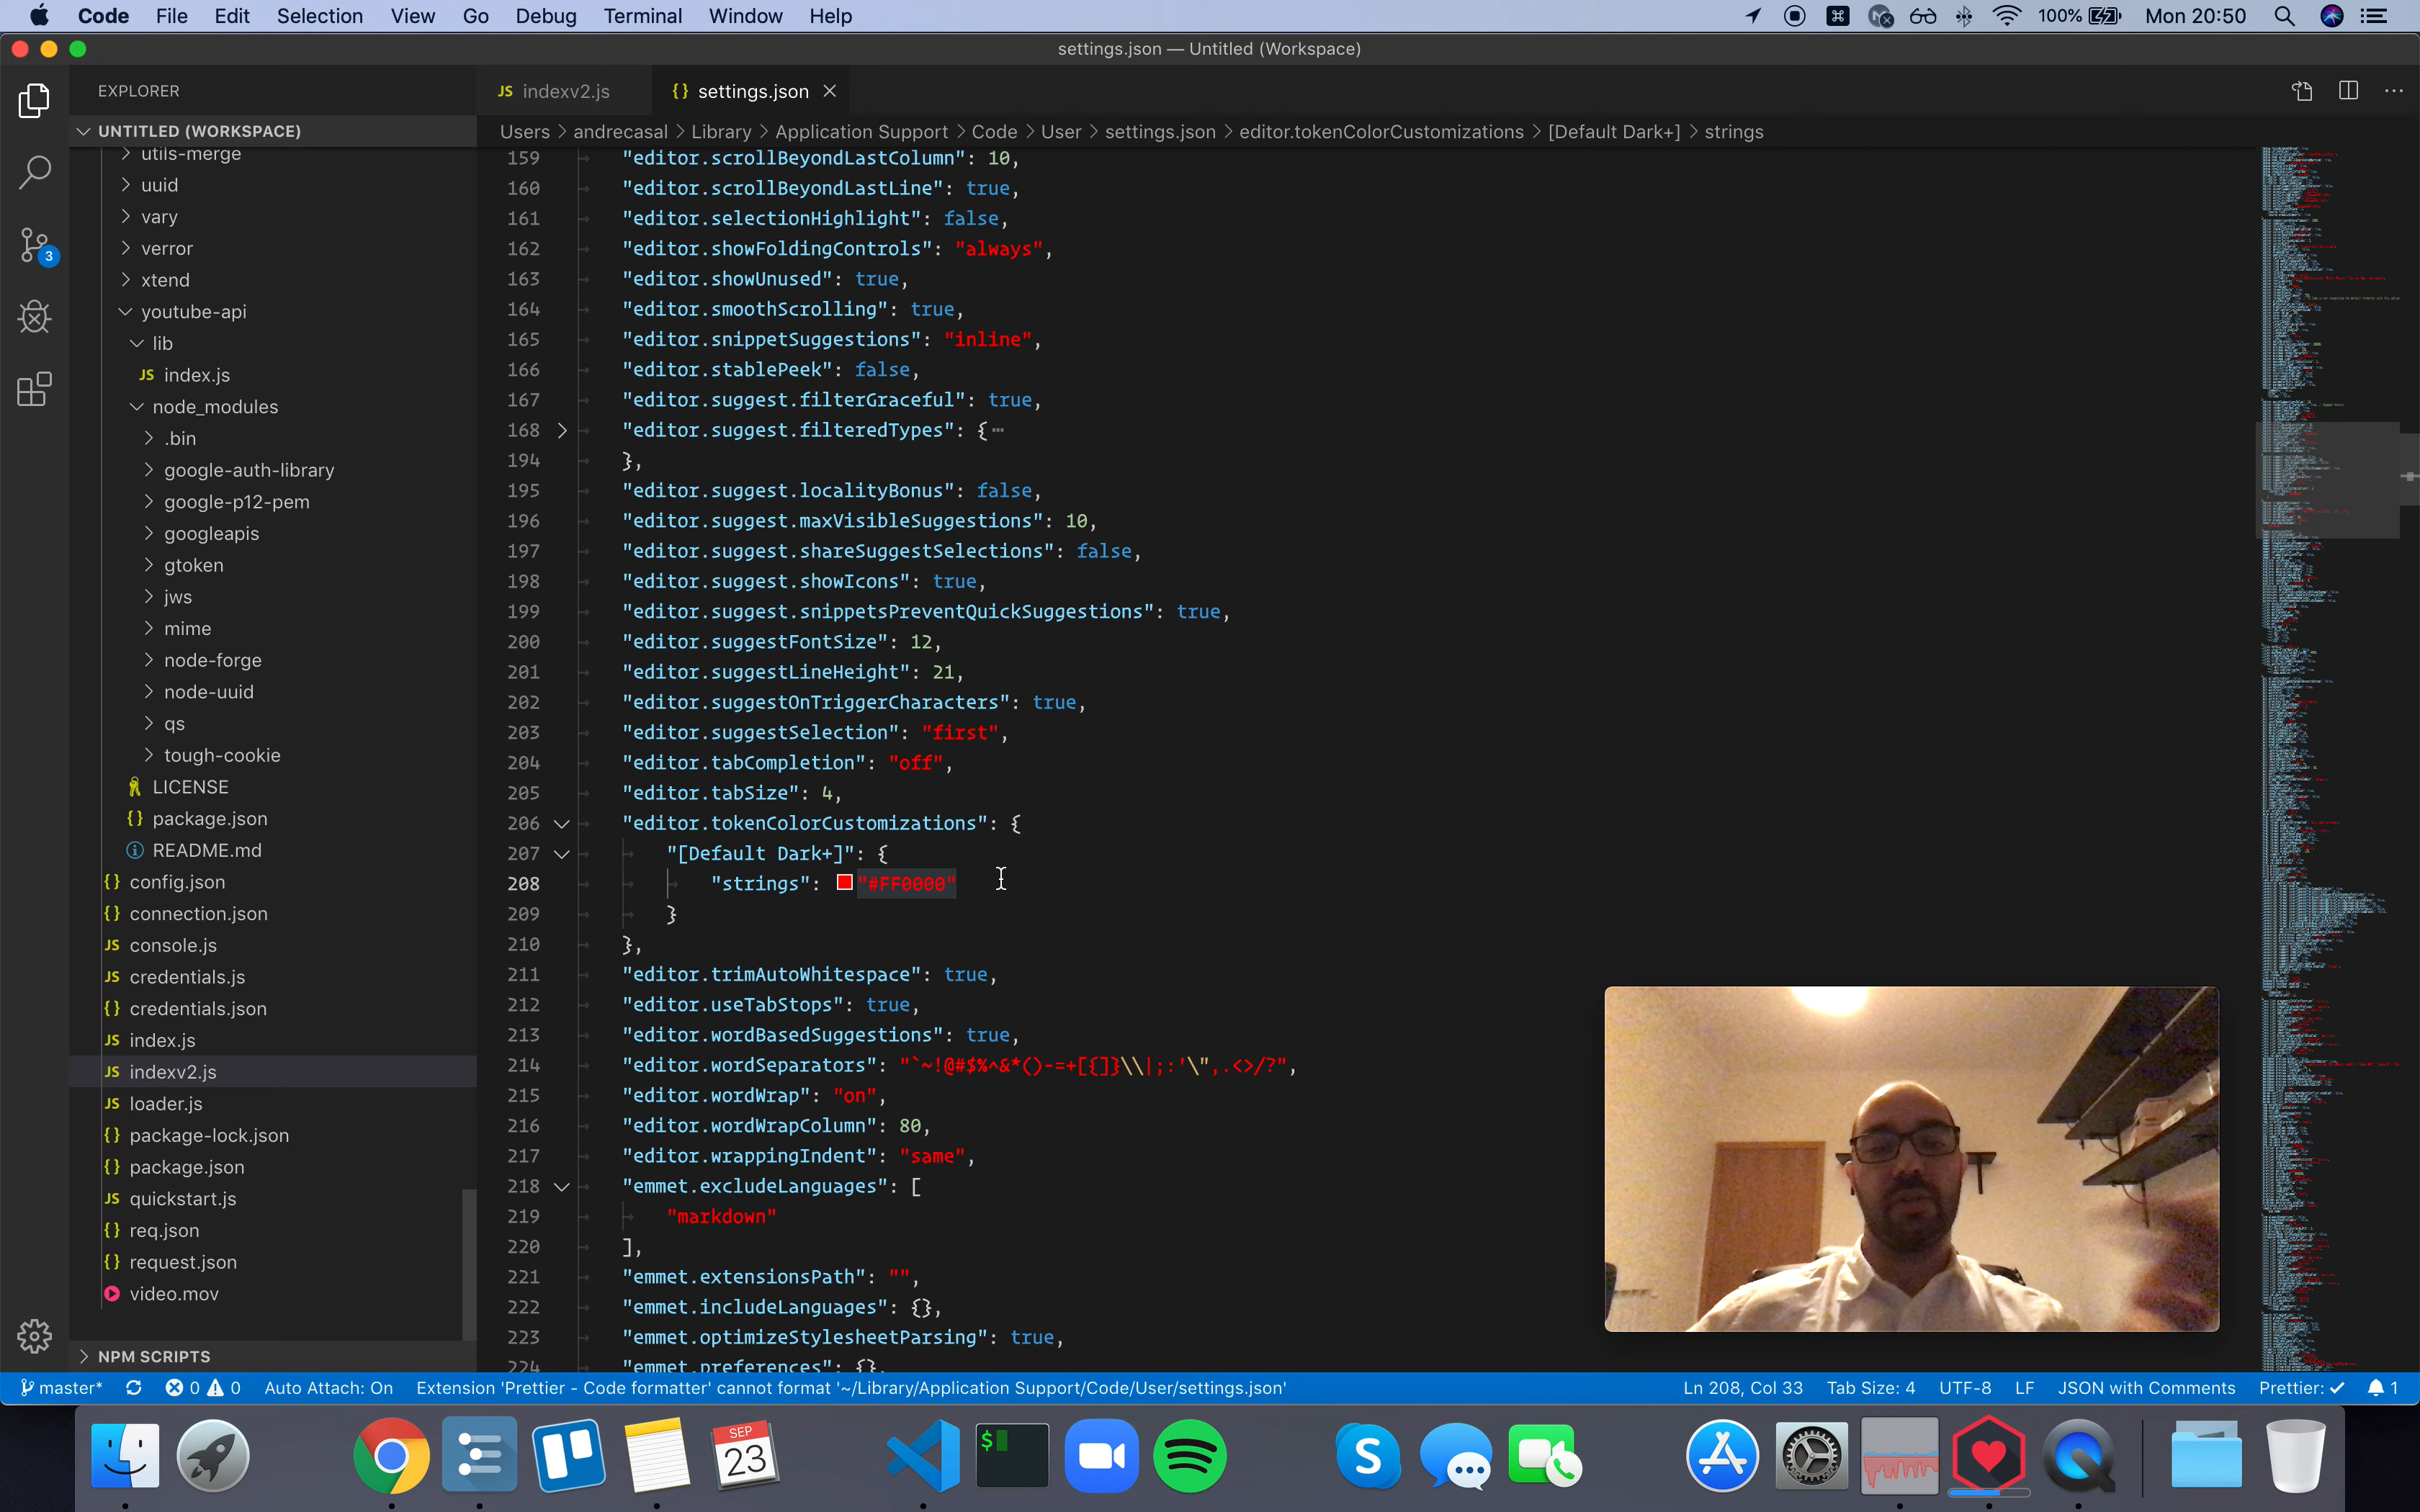 Code File Edit Selection View Go Debug Terminal Window Help
100% Mon 20:50
settings.json — Untitled (Workspace)
EXPLORER
UNTITLED (WORKSPACE)
utils-merge
uuid
vary
verror
xtend
youtube-api
lib
JS index.js
node_modules
.bin
google-auth-library
google-p12-pem
googleapis
gtoken
jws
mime
node-forge
node-uuid
qs
tough-cookie
LICENSE
{} package.json
README.md
{} config.json
{} connection.json
JS console.js
JS credentials.js
{} credentials.json
JS index.js
JS indexv2.js
JS loader.js
{} package-lock.json
{} package.json
JS quickstart.js
{} req.json
{} request.json
video.mov
NPM SCRIPTS
3
JS indexv2.js {} settings.json
Users > andrecasal > Library > Application Support > Code > User > settings.json > editor.tokenColorCustomizations > [Default Dark+] > strings
159 "editor.scrollBeyondLastColumn": 10,
160 "editor.scrollBeyondLastLine": true,
161 "editor.selectionHighlight": false,
162 "editor.showFoldingControls": "always",
163 "editor.showUnused": true,
164 "editor.smoothScrolling": true,
165 "editor.snippetSuggestions": "inline",
166 "editor.stablePeek": false,
167 "editor.suggest.filterGraceful": true,
168 "editor.suggest.filteredTypes": {…
194 },
195 "editor.suggest.localityBonus": false,
196 "editor.suggest.maxVisibleSuggestions": 10,
197 "editor.suggest.shareSuggestSelections": false,
198 "editor.suggest.showIcons": true,
199 "editor.suggest.snippetsPreventQuickSuggestions": true,
200 "editor.suggestFontSize": 12,
201 "editor.suggestLineHeight": 21,
202 "editor.suggestOnTriggerCharacters": true,
203 "editor.suggestSelection": "first",
204 "editor.tabCompletion": "off",
205 "editor.tabSize": 4,
206 "editor.tokenColorCustomizations": {
207 "[Default Dark+]": {
208 "strings": "#FF0000"
209 }
210 },
211 "editor.trimAutoWhitespace": true,
212 "editor.useTabStops": true,
213 "editor.wordBasedSuggestions": true,
214 "editor.wordSeparators": "`~!@#$%^&*()-=+[{]}\\|;:'\",.<>/?",
215 "editor.wordWrap": "on",
216 "editor.wordWrapColumn": 80,
217 "editor.wrappingIndent": "same",
218 "emmet.excludeLanguages": [
219 "markdown"
220 ],
221 "emmet.extensionsPath": "",
222 "emmet.includeLanguages": {},
223 "emmet.optimizeStylesheetParsing": true,
224 "emmet.preferences": {},
master* 0 0 Auto Attach: On Extension 'Prettier - Code formatter' cannot format '~/Library/Application Support/Code/User/settings.json' Ln 208, Col 33 Tab Size: 4 UTF-8 LF JSON with Comments Prettier: ✓ 1
SEP
23
$
S